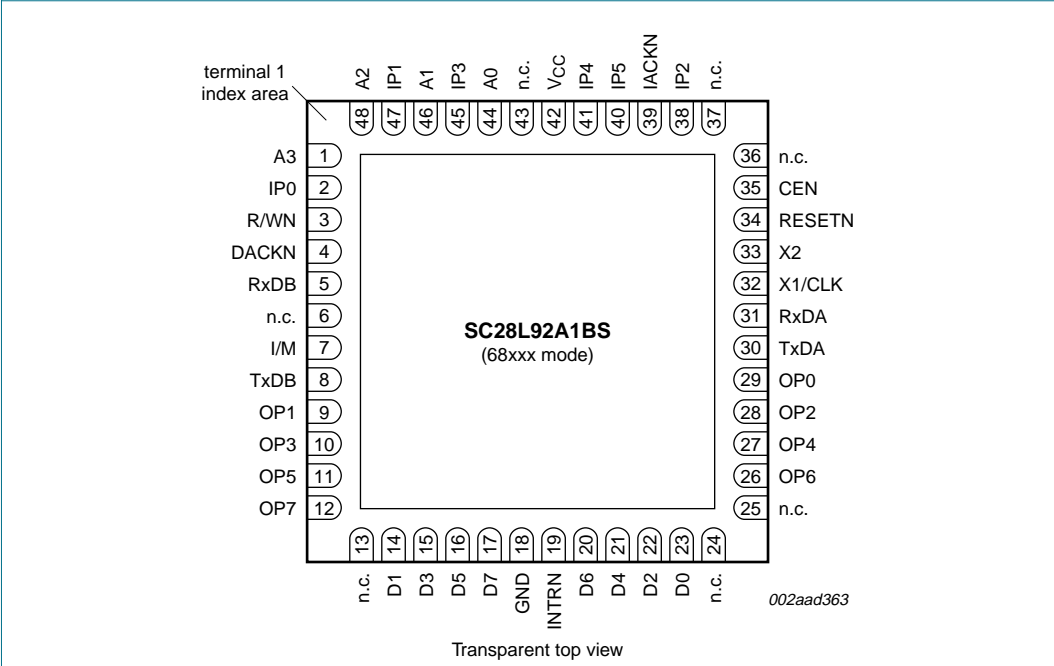 terminal 1
index area
A2
IP1
A1
IP3
A0
n.c.
VCC
IP4
IP5
IACKN
IP2
n.c.
48
47
46
45
44
43
42
41
40
39
38
37
A3 1
IP0 2
R/WN 3
DACKN 4
RxDB 5
n.c. 6
I/M 7
TxDB 8
OP1 9
OP3 10
OP5 11
OP7 12
36 n.c.
35 CEN
34 RESETN
33 X2
32 X1/CLK
31 RxDA
30 TxDA
29 OP0
28 OP2
27 OP4
26 OP6
25 n.c.
SC28L92A1BS
(68xxx mode)
13
14
15
16
17
18
19
20
21
22
23
24
n.c.
D1
D3
D5
D7
GND
INTRN
D6
D4
D2
D0
n.c.
002aad363
Transparent top view